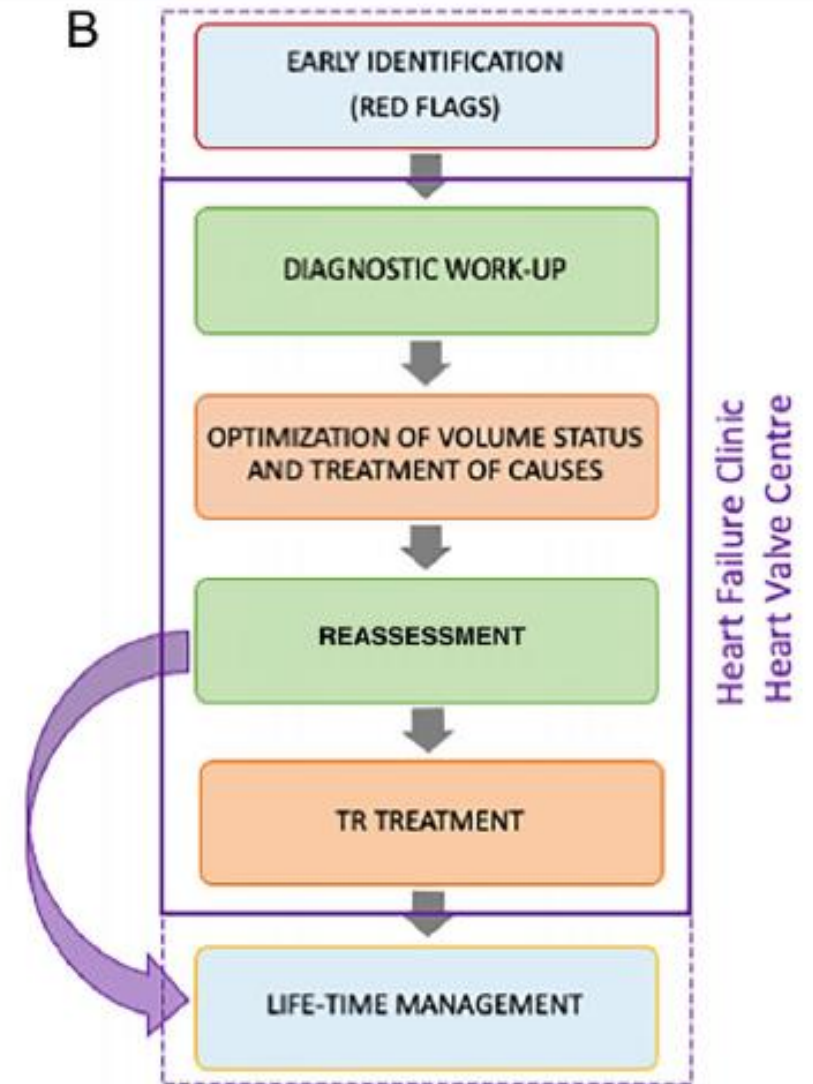 B
EARLY IDENTIFICATION
(RED FLAGS)
DIAGNOSTIC WORK-UP
OPTIMIZATION OF VOLUME STATUS
AND TREATMENT OF CAUSES
REASSESSMENT
TR TREATMENT
LIFE-TIME MANAGEMENT
Heart Failure Clinic
Heart Valve Centre